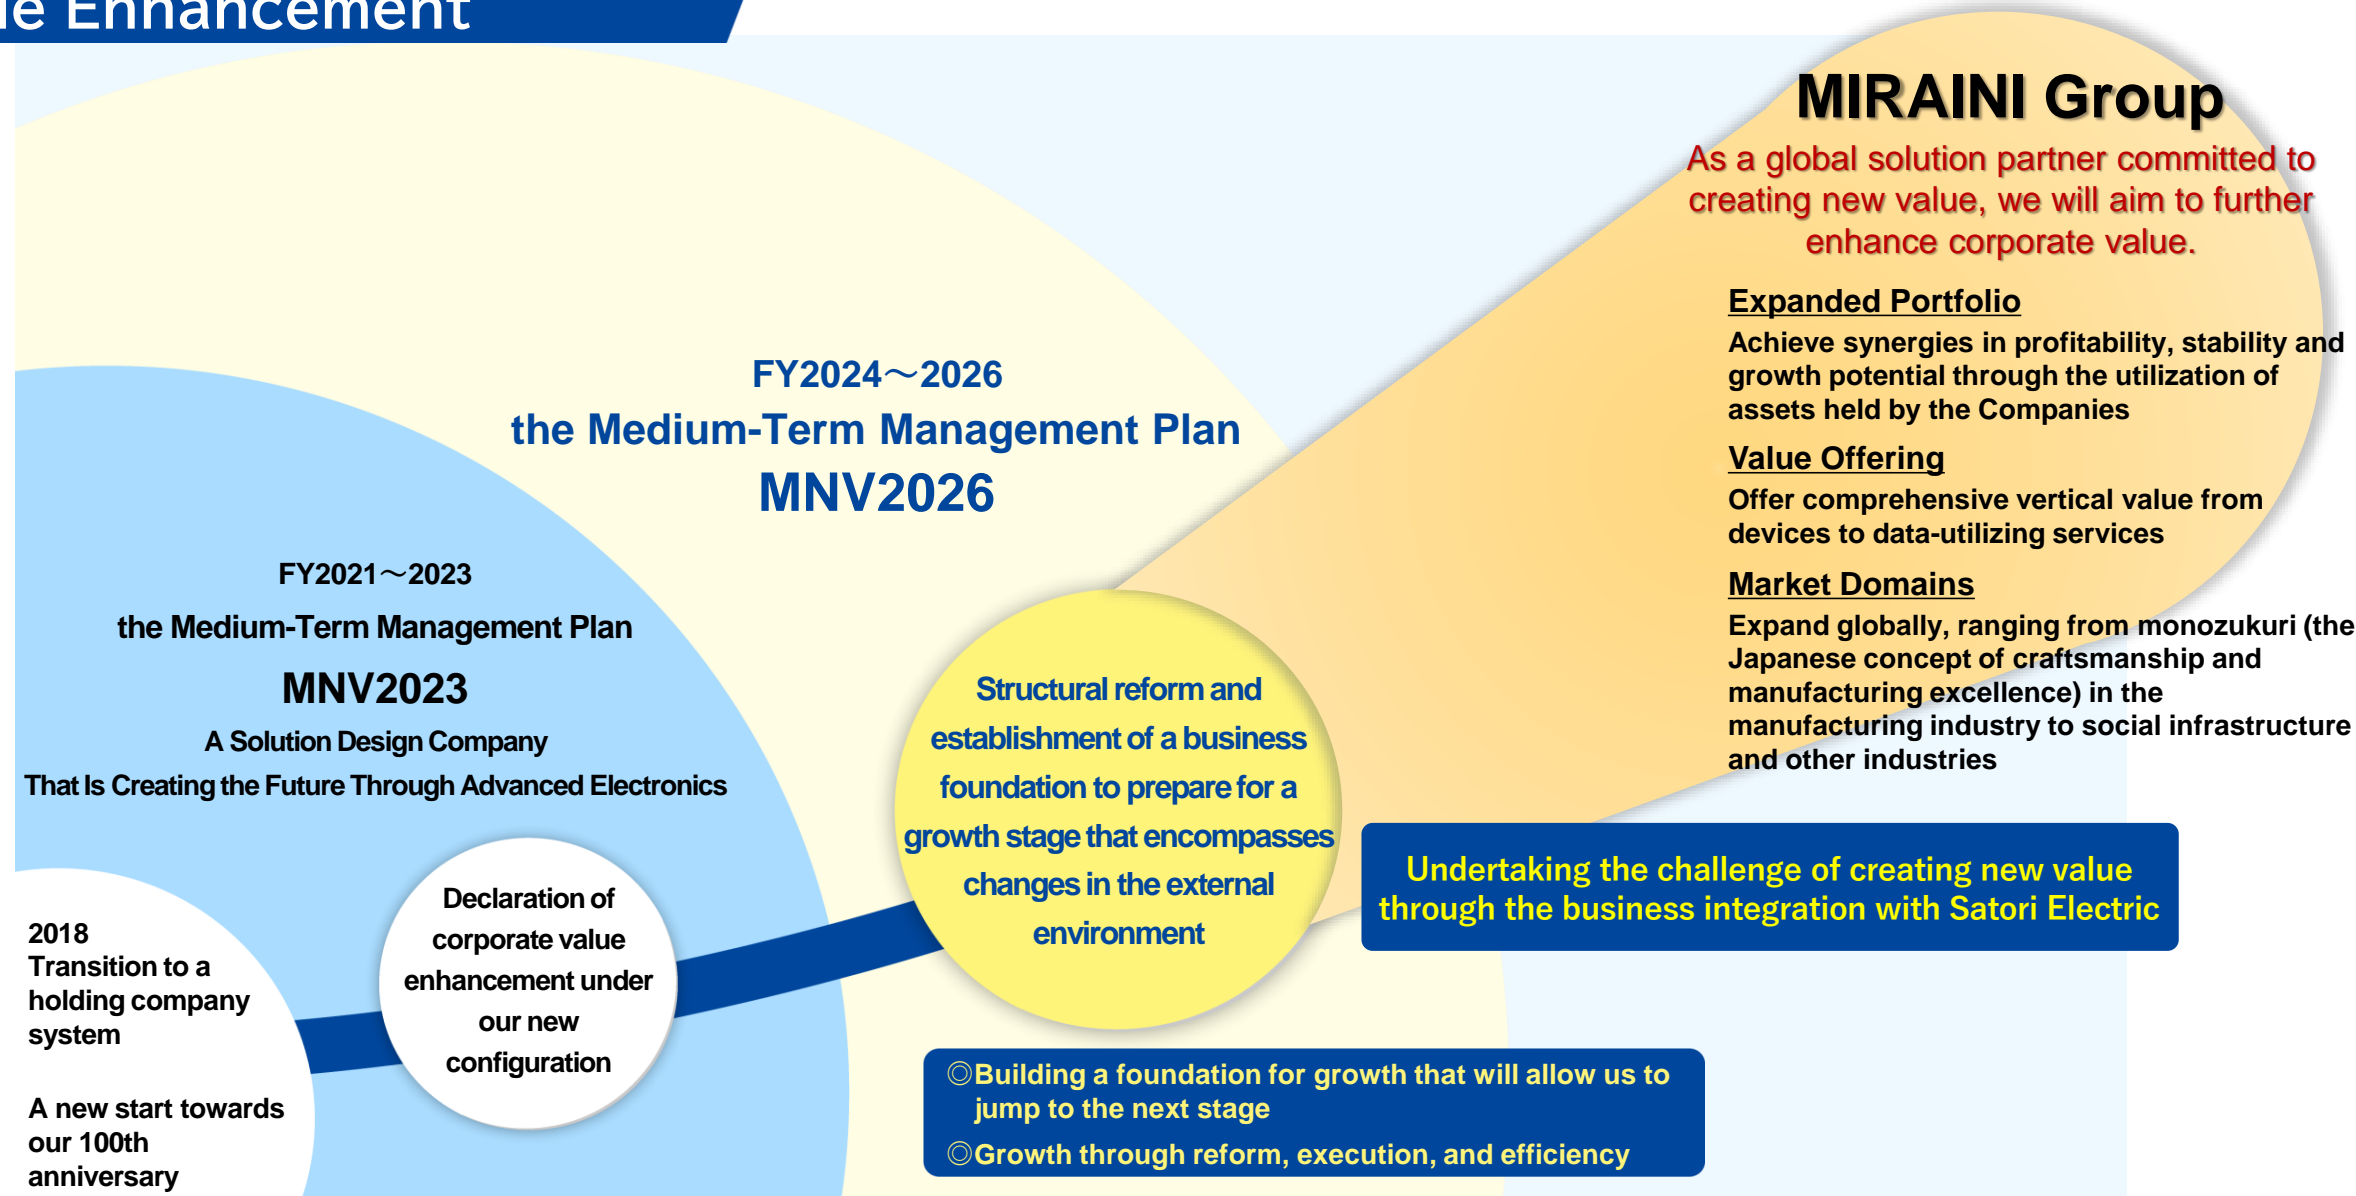 Enhancement
MIRAINI Group
As a global solution partner committed to
creating new value, we will aim to further
enhance corporate value.
Expanded Portfolio
Achieve synergies in profitability, stability and
growth potential through the utilization of
assets held by the Companies
Value Offering
Offer comprehensive vertical value from
devices to data-utilizing services
Market Domains
Expand globally, ranging from monozukuri (the
Japanese concept of craftsmanship and
manufacturing excellence) in the
manufacturing industry to social infrastructure
and other industries
FY2024～2026
the Medium-Term Management Plan
MNV2026
FY2021～2023
the Medium-Term Management Plan
MNV2023
A Solution Design Company
That Is Creating the Future Through Advanced Electronics
Structural reform and
establishment of a business
foundation to prepare for a
growth stage that encompasses
changes in the external
environment
Undertaking the challenge of creating new value
through the business integration with Satori Electric
Declaration of
corporate value
enhancement under
our new
configuration
2018
Transition to a
holding company
system
A new start towards
our 100th
anniversary
◎Building a foundation for growth that will allow us to
jump to the next stage
◎Growth through reform, execution, and efficiency